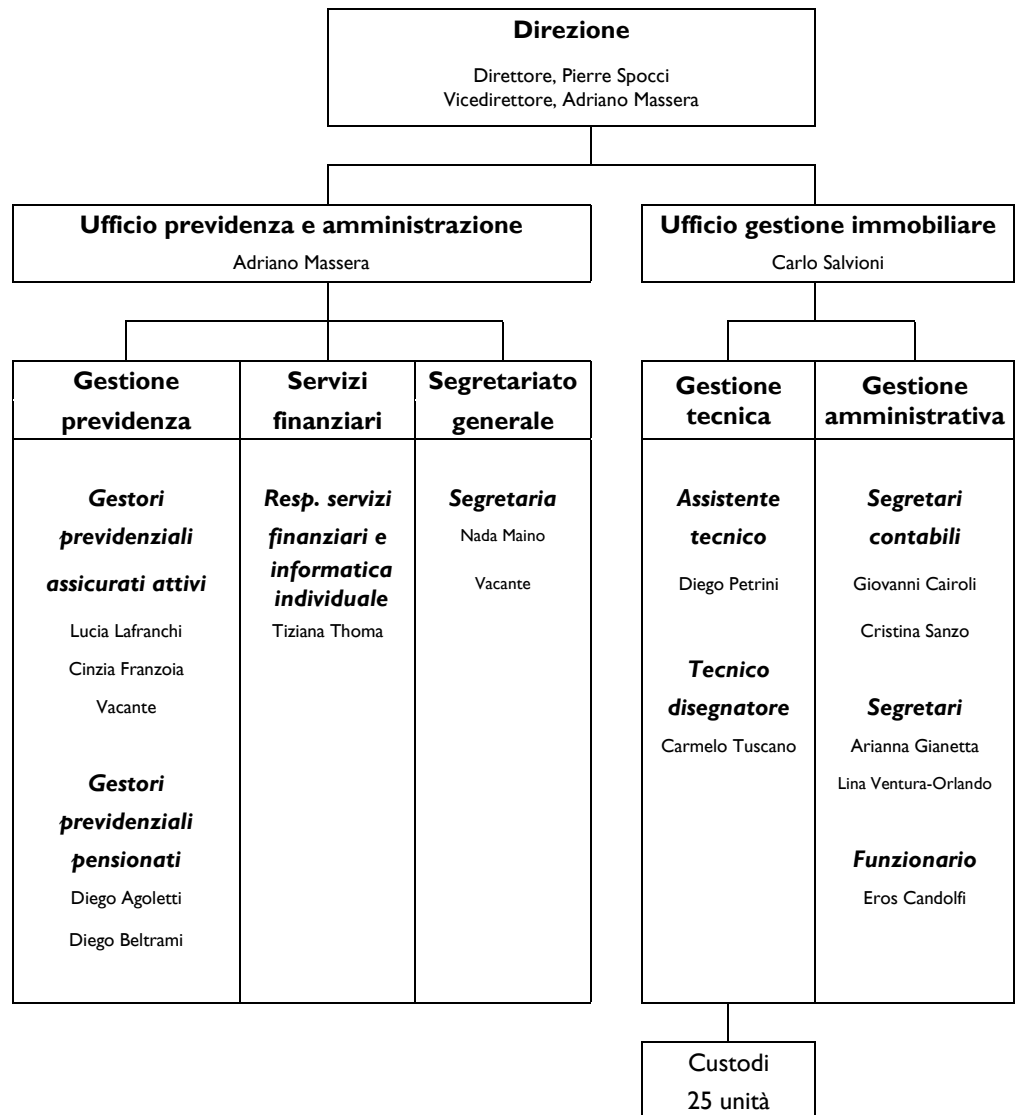 Direzione
Direttore, Pierre Spocci
Vicedirettore, Adriano Massera
Ufficio previdenza e amministrazione
Adriano Massera
Ufficio gestione immobiliare
Carlo Salvioni
Gestione
previdenza
Gestori
previdenziali
assicurati attivi
Lucia Lafranchi
Cinzia Franzoia
Vacante
Gestori
previdenziali
pensionati
Diego Agoletti
Diego Beltrami
Servizi
finanziari
Resp. servizi
finanziari e
informatica
individuale
Tiziana Thoma
Segretariato
generale
Segretaria
Nada Maino
Vacante
Gestione
tecnica
Assistente
tecnico
Diego Petrini
Tecnico
disegnatore
Carmelo Tuscano
Gestione
amministrativa
Segretari
contabili
Giovanni Cairoli
Cristina Sanzo
Segretari
Arianna Gianetta
Lina Ventura-Orlando
Funzionario
Eros Candolfi
Custodi
25 unità